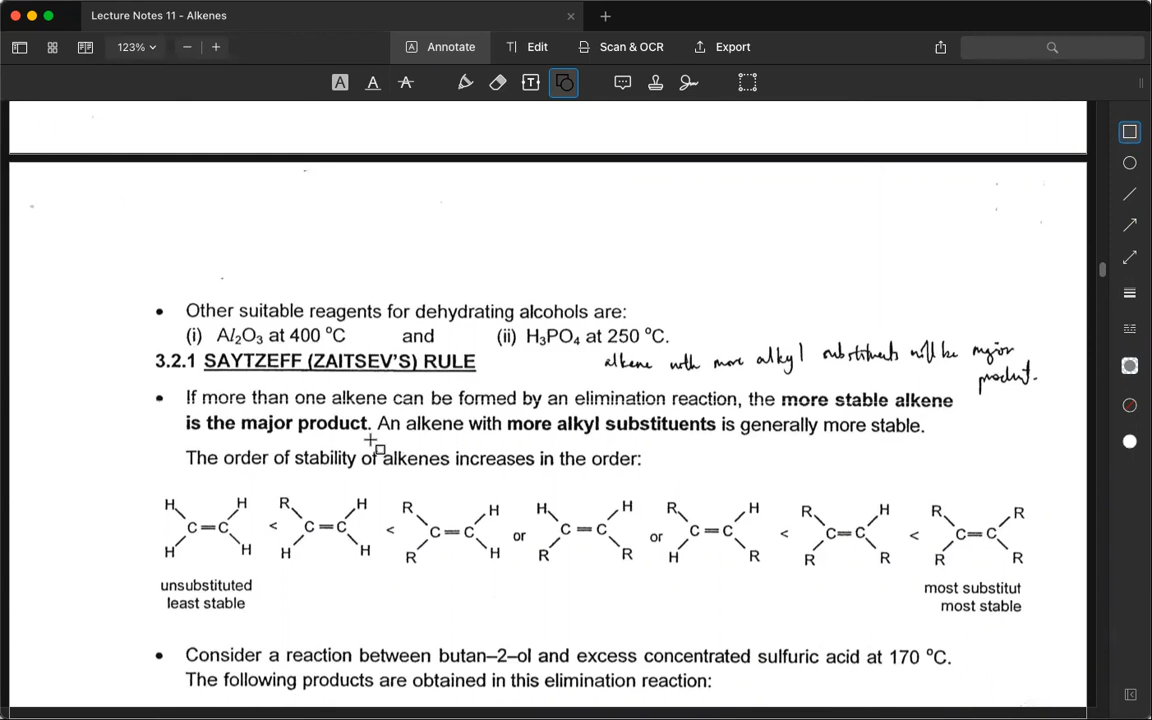 Lecture Notes 11 - Alkenes
123%
Annotate
Edit
Scan & OCR
Export
• Other suitable reagents for dehydrating alcohols are:
(i) Al₂O₃ at 400 °C and (ii) H₃PO₄ at 250 °C.
3.2.1 SAYTZEFF (ZAITSEV'S) RULE
alkene with more alkyl substituents will be major
product.
• If more than one alkene can be formed by an elimination reaction, the more stable alkene
is the major product. An alkene with more alkyl substituents is generally more stable.
The order of stability of alkenes increases in the order:
H H R H R H H H R H R H R R
C=C < C=C < C=C or C=C or C=C < C=C < C=C
H H H H R H R R H R R R R R
unsubstituted most substitut
least stable most stable
• Consider a reaction between butan–2–ol and excess concentrated sulfuric acid at 170 °C.
The following products are obtained in this elimination reaction: